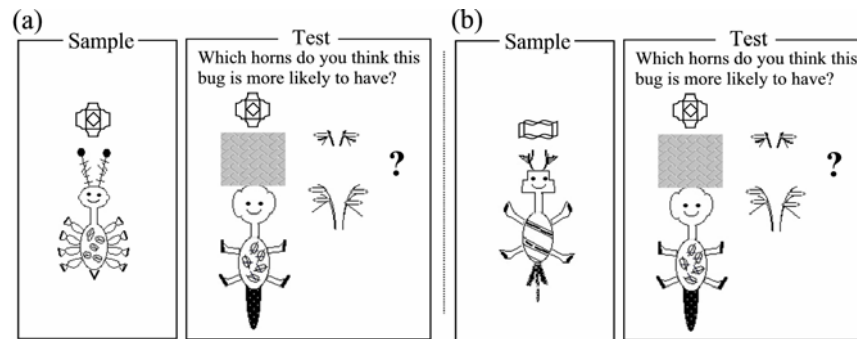 (a)
Sample
Test
Which horns do you think this
bug is more likely to have?
?
(b)
Sample
Test
Which horns do you think this
bug is more likely to have?
?